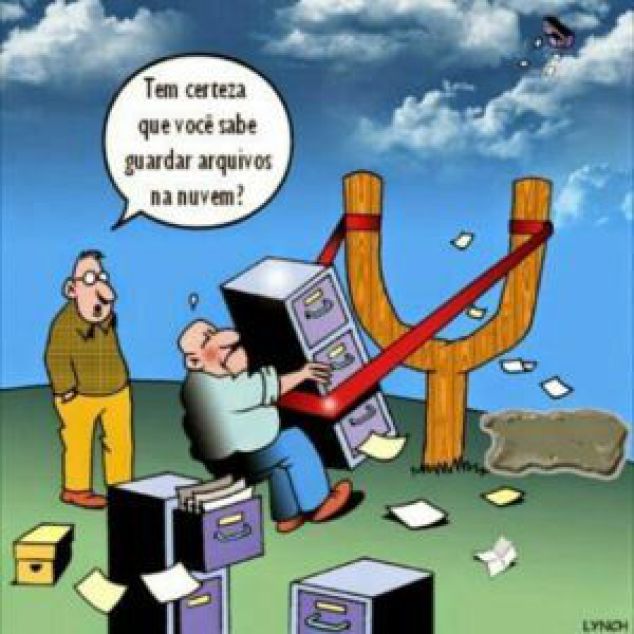 Tem certeza
que você sabe
guardar arquivos
na nuvem?
LYNCH